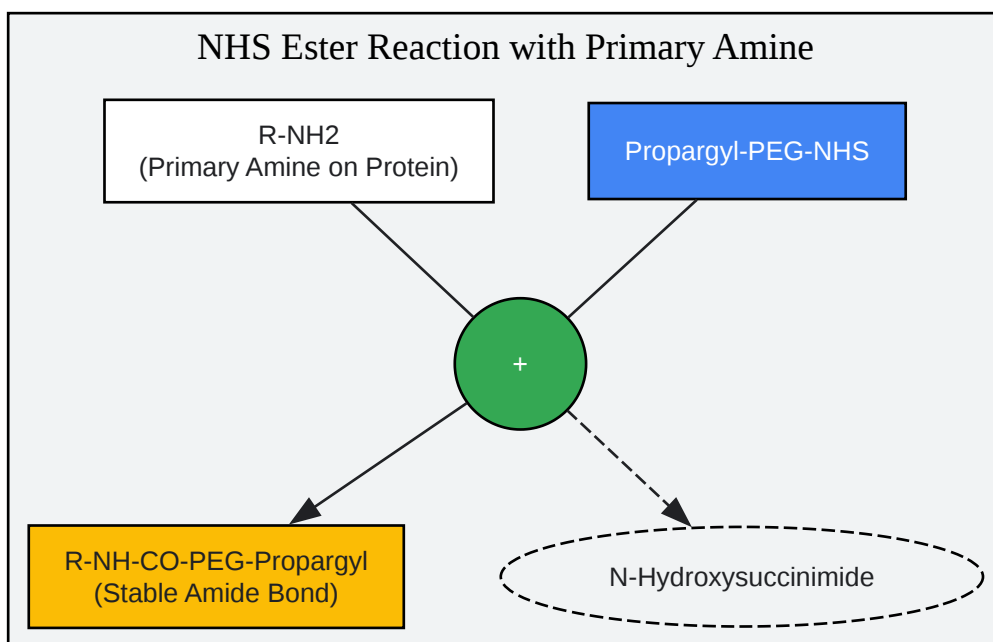 NHS Ester Reaction with Primary Amine
R-NH2
(Primary Amine on Protein)
Propargyl-PEG-NHS
+
R-NH-CO-PEG-Propargyl
(Stable Amide Bond)
N-Hydroxysuccinimide